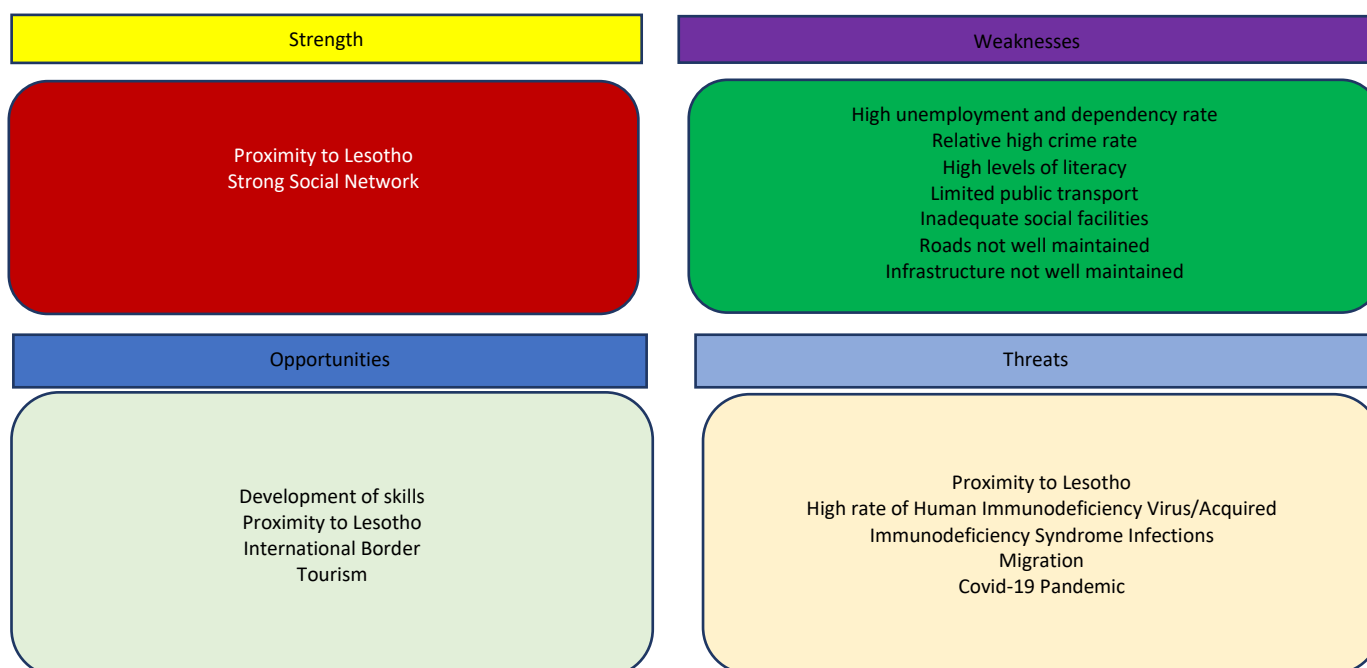 Strength
Proximity to Lesotho
Strong Social Network
Weaknesses
High unemployment and dependency rate
Relative high crime rate
High levels of literacy
Limited public transport
Inadequate social facilities
Roads not well maintained
Infrastructure not well maintained
Opportunities
Development of skills
Proximity to Lesotho
International Border
Tourism
Threats
Proximity to Lesotho
High rate of Human Immunodeficiency Virus/Acquired
Immunodeficiency Syndrome Infections
Migration
Covid-19 Pandemic